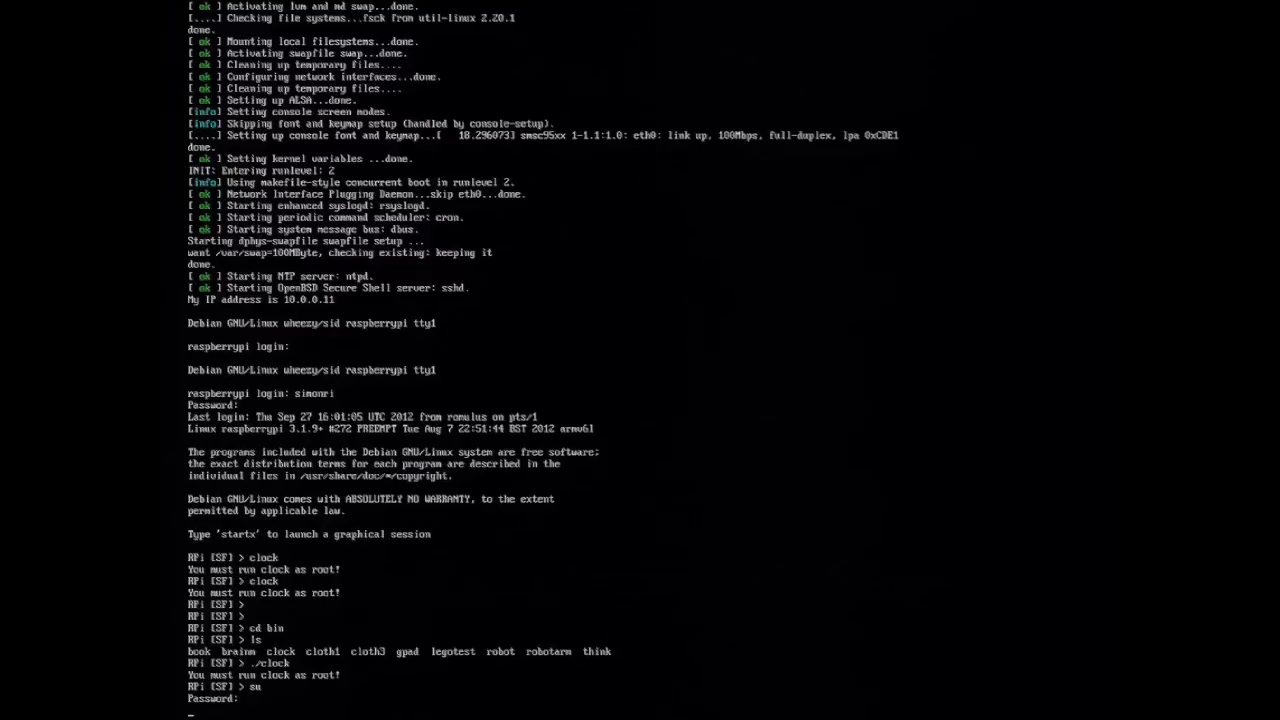 [ ok ] Activating lvm and md swap...done.
[....] Checking file systems...fsck from util-linux 2.20.1
done.
[ ok ] Mounting local filesystems...done.
[ ok ] Activating swapfile swap...done.
[ ok ] Cleaning up temporary files....
[ ok ] Configuring network interfaces...done.
[ ok ] Cleaning up temporary files....
[ ok ] Setting up ALSA...done.
[info] Setting console screen modes.
[info] Skipping font and keymap setup (handled by console-setup).
[....] Setting up console font and keymap...[   18.296073] smsc95xx 1-1.1:1.0: eth0: link up, 100Mbps, full-duplex, lpa 0xCDE1
done.
[ ok ] Setting kernel variables ...done.
INIT: Entering runlevel: 2
[info] Using makefile-style concurrent boot in runlevel 2.
[ ok ] Network Interface Plugging Daemon...skip eth0...done.
[ ok ] Starting enhanced syslogd: rsyslogd.
[ ok ] Starting periodic command scheduler: cron.
[ ok ] Starting system message bus: dbus.
Starting dphys-swapfile swapfile setup ...
want /var/swap=100MByte, checking existing: keeping it
done.
[ ok ] Starting NTP server: ntpd.
[ ok ] Starting OpenBSD Secure Shell server: sshd.
My IP address is 10.0.0.11
Debian GNU/Linux wheezy/sid raspberrypi tty1
raspberrypi login:
Debian GNU/Linux wheezy/sid raspberrypi tty1
raspberrypi login: simonri
Password:
Last login: Thu Sep 27 16:01:05 UTC 2012 from romulus on pts/1
Linux raspberrypi 3.1.9+ #272 PREEMPT Tue Aug 7 22:51:44 BST 2012 armv6l
The programs included with the Debian GNU/Linux system are free software;
the exact distribution terms for each program are described in the
individual files in /usr/share/doc/*/copyright.
Debian GNU/Linux comes with ABSOLUTELY NO WARRANTY, to the extent
permitted by applicable law.
Type 'startx' to launch a graphical session
RPi [SF] > clock
You must run clock as root!
RPi [SF] > clock
You must run clock as root!
RPi [SF] >
RPi [SF] >
RPi [SF] > cd bin
RPi [SF] > ls
book  brainm  clock  cloth1  cloth3  gpad  legotest  robot  robotarm  think
RPi [SF] > ./clock
You must run clock as root!
RPi [SF] > su
Password: